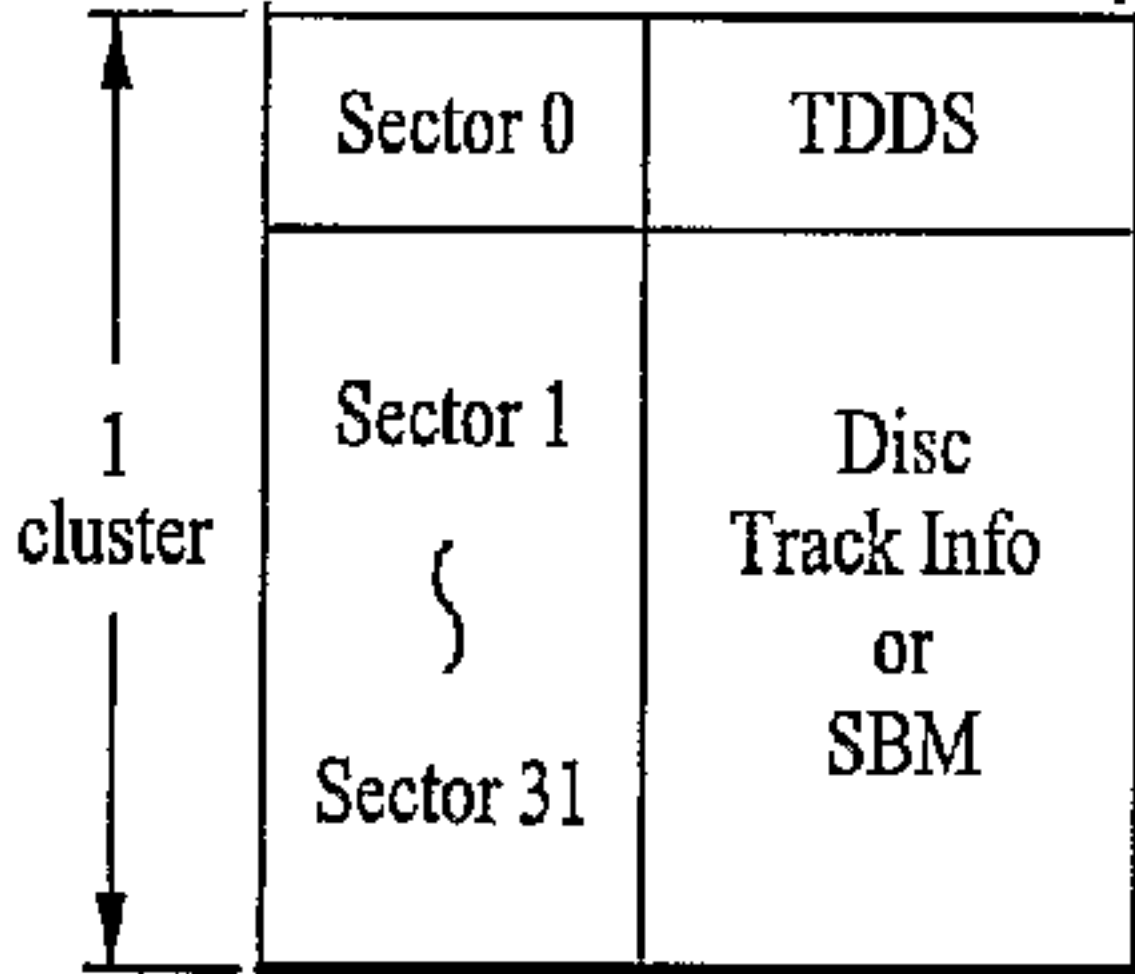 Sector 0
TDDS
1
cluster
Sector 1
Sector 31
Disc
Track Info
or
SBM